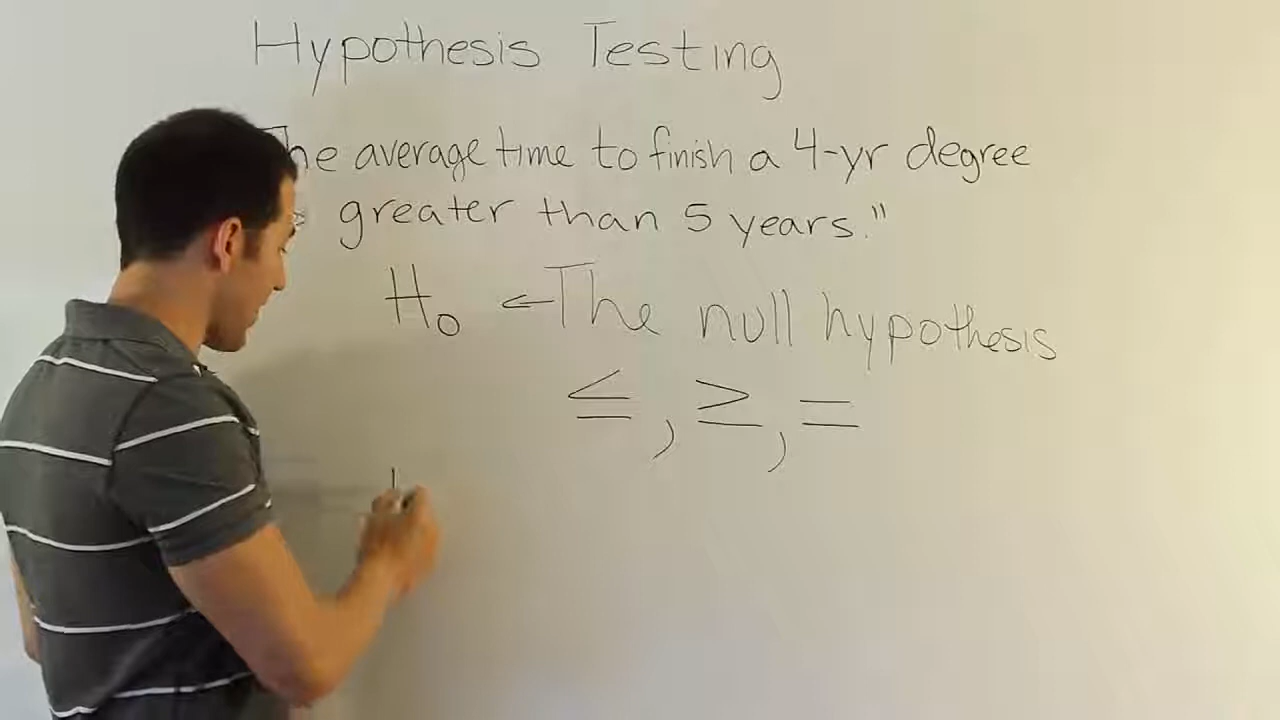 Hypothesis Testing
he average time to finish a 4-yr degree
greater than 5 years."
H₀ ← The null hypothesis
≤, ≥, =